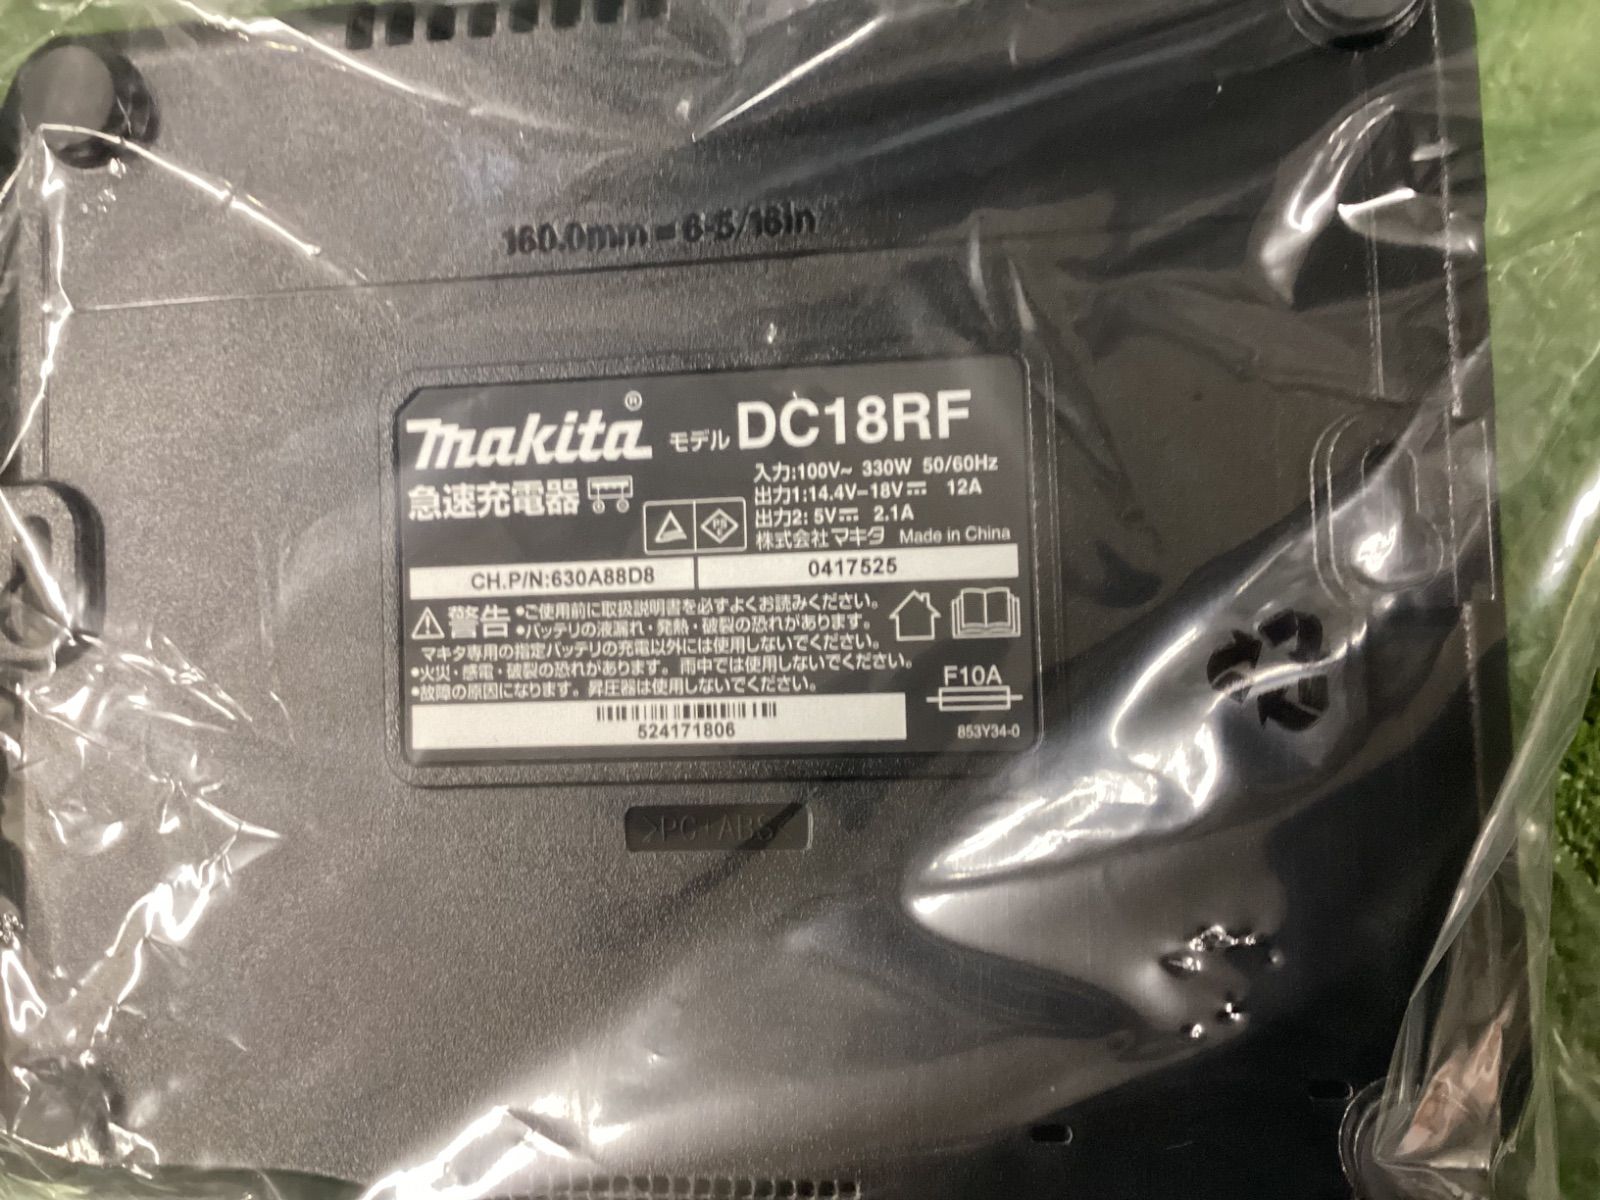 160.0mm=6-5/16in
makita®
モデル DC18RF
急速充電器
入力:100V~ 330W 50/60Hz
出力1:14.4V-18V⎓ 12A
出力2: 5V⎓ 2.1A
株式会社マキタ Made in China
CH.P/N:630A88D8
0417525
警告
•ご使用前に取扱説明書を必ずよくお読みください。
•バッテリの液漏れ・発熱・破裂の恐れがあります。
マキタ専用の指定バッテリの充電以外には使用しないでください。
•火災・感電・破裂の恐れがあります。雨中では使用しないでください。
•故障の原因になります。昇圧器は使用しないでください。
F10A
524171806
853Y34-0
>PC+ABS<